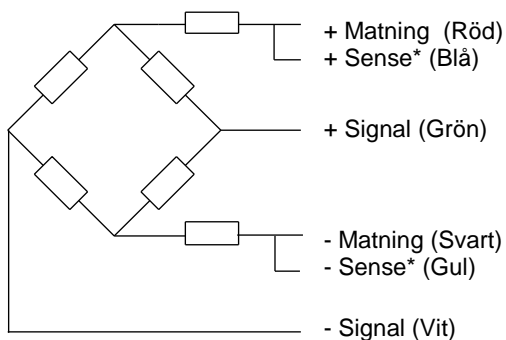 + Matning (Röd)
+ Sense* (Blå)
+ Signal (Grön)
- Matning (Svart)
- Sense* (Gul)
- Signal (Vit)